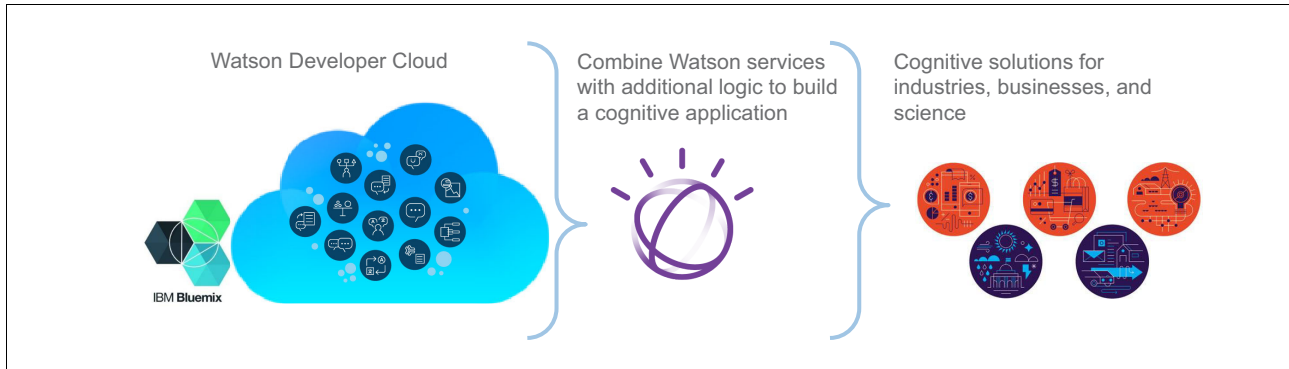 Watson Developer Cloud
Combine Watson services
with additional logic to build
a cognitive application
Cognitive solutions for
industries, businesses, and
science
IBM Bluemix